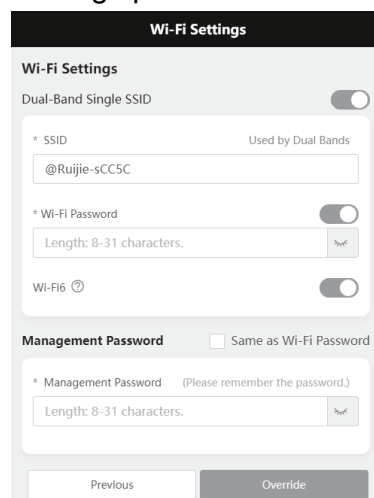 Wi-Fi Settings
Wi-Fi Settings
Dual-Band Single SSID
* SSID Used by Dual Bands
@Ruijie-sCC5C
* Wi-Fi Password
Length: 8-31 characters.
Wi-Fi6 ?
Management Password Same as Wi-Fi Password
* Management Password (Please remember the password.)
Length: 8-31 characters.
Previous Override